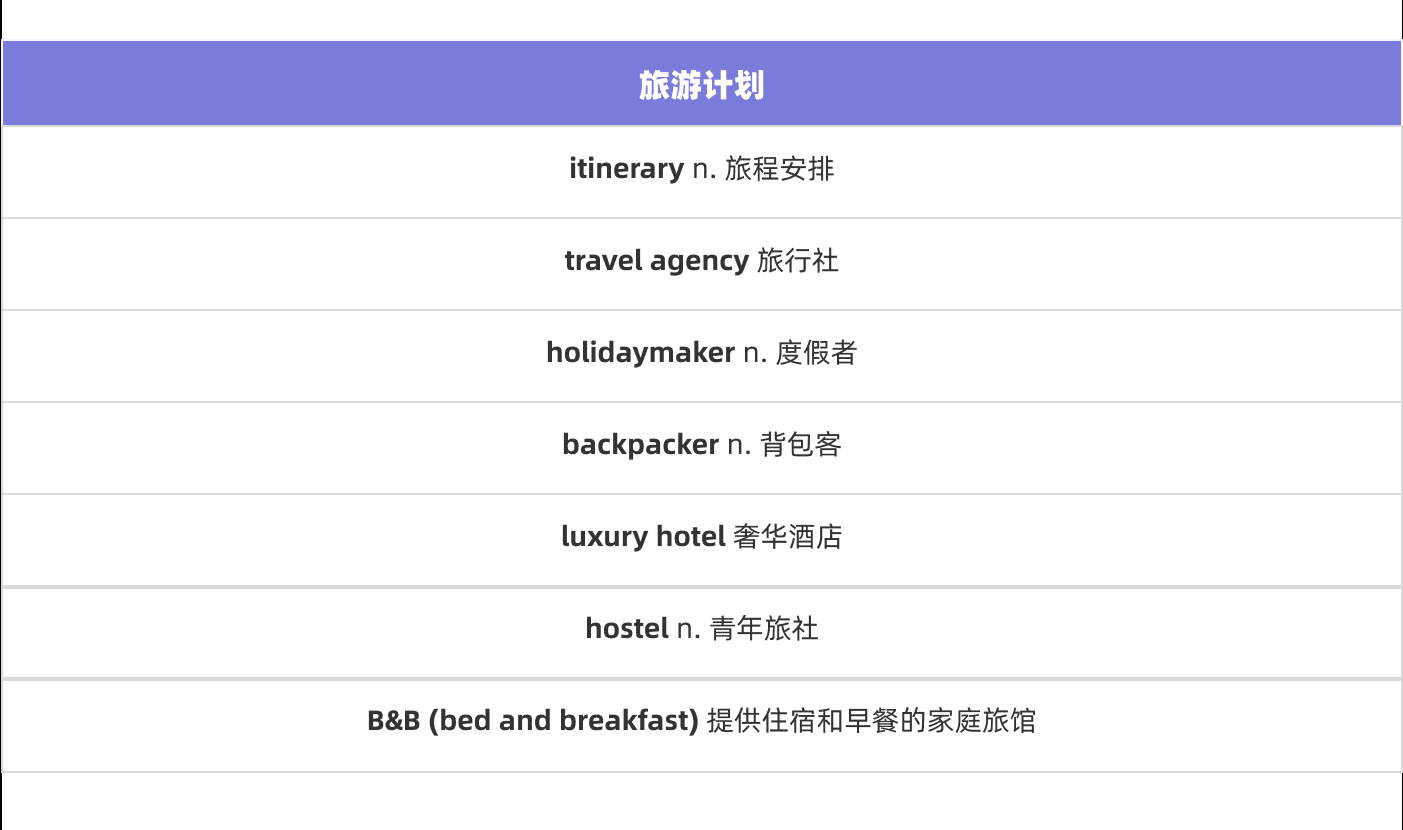 旅游计划
itinerary n. 旅程安排
travel agency 旅行社
holidaymaker n. 度假者
backpacker n. 背包客
luxury hotel 奢华酒店
hostel n. 青年旅社
B&B (bed and breakfast) 提供住宿和早餐的家庭旅馆